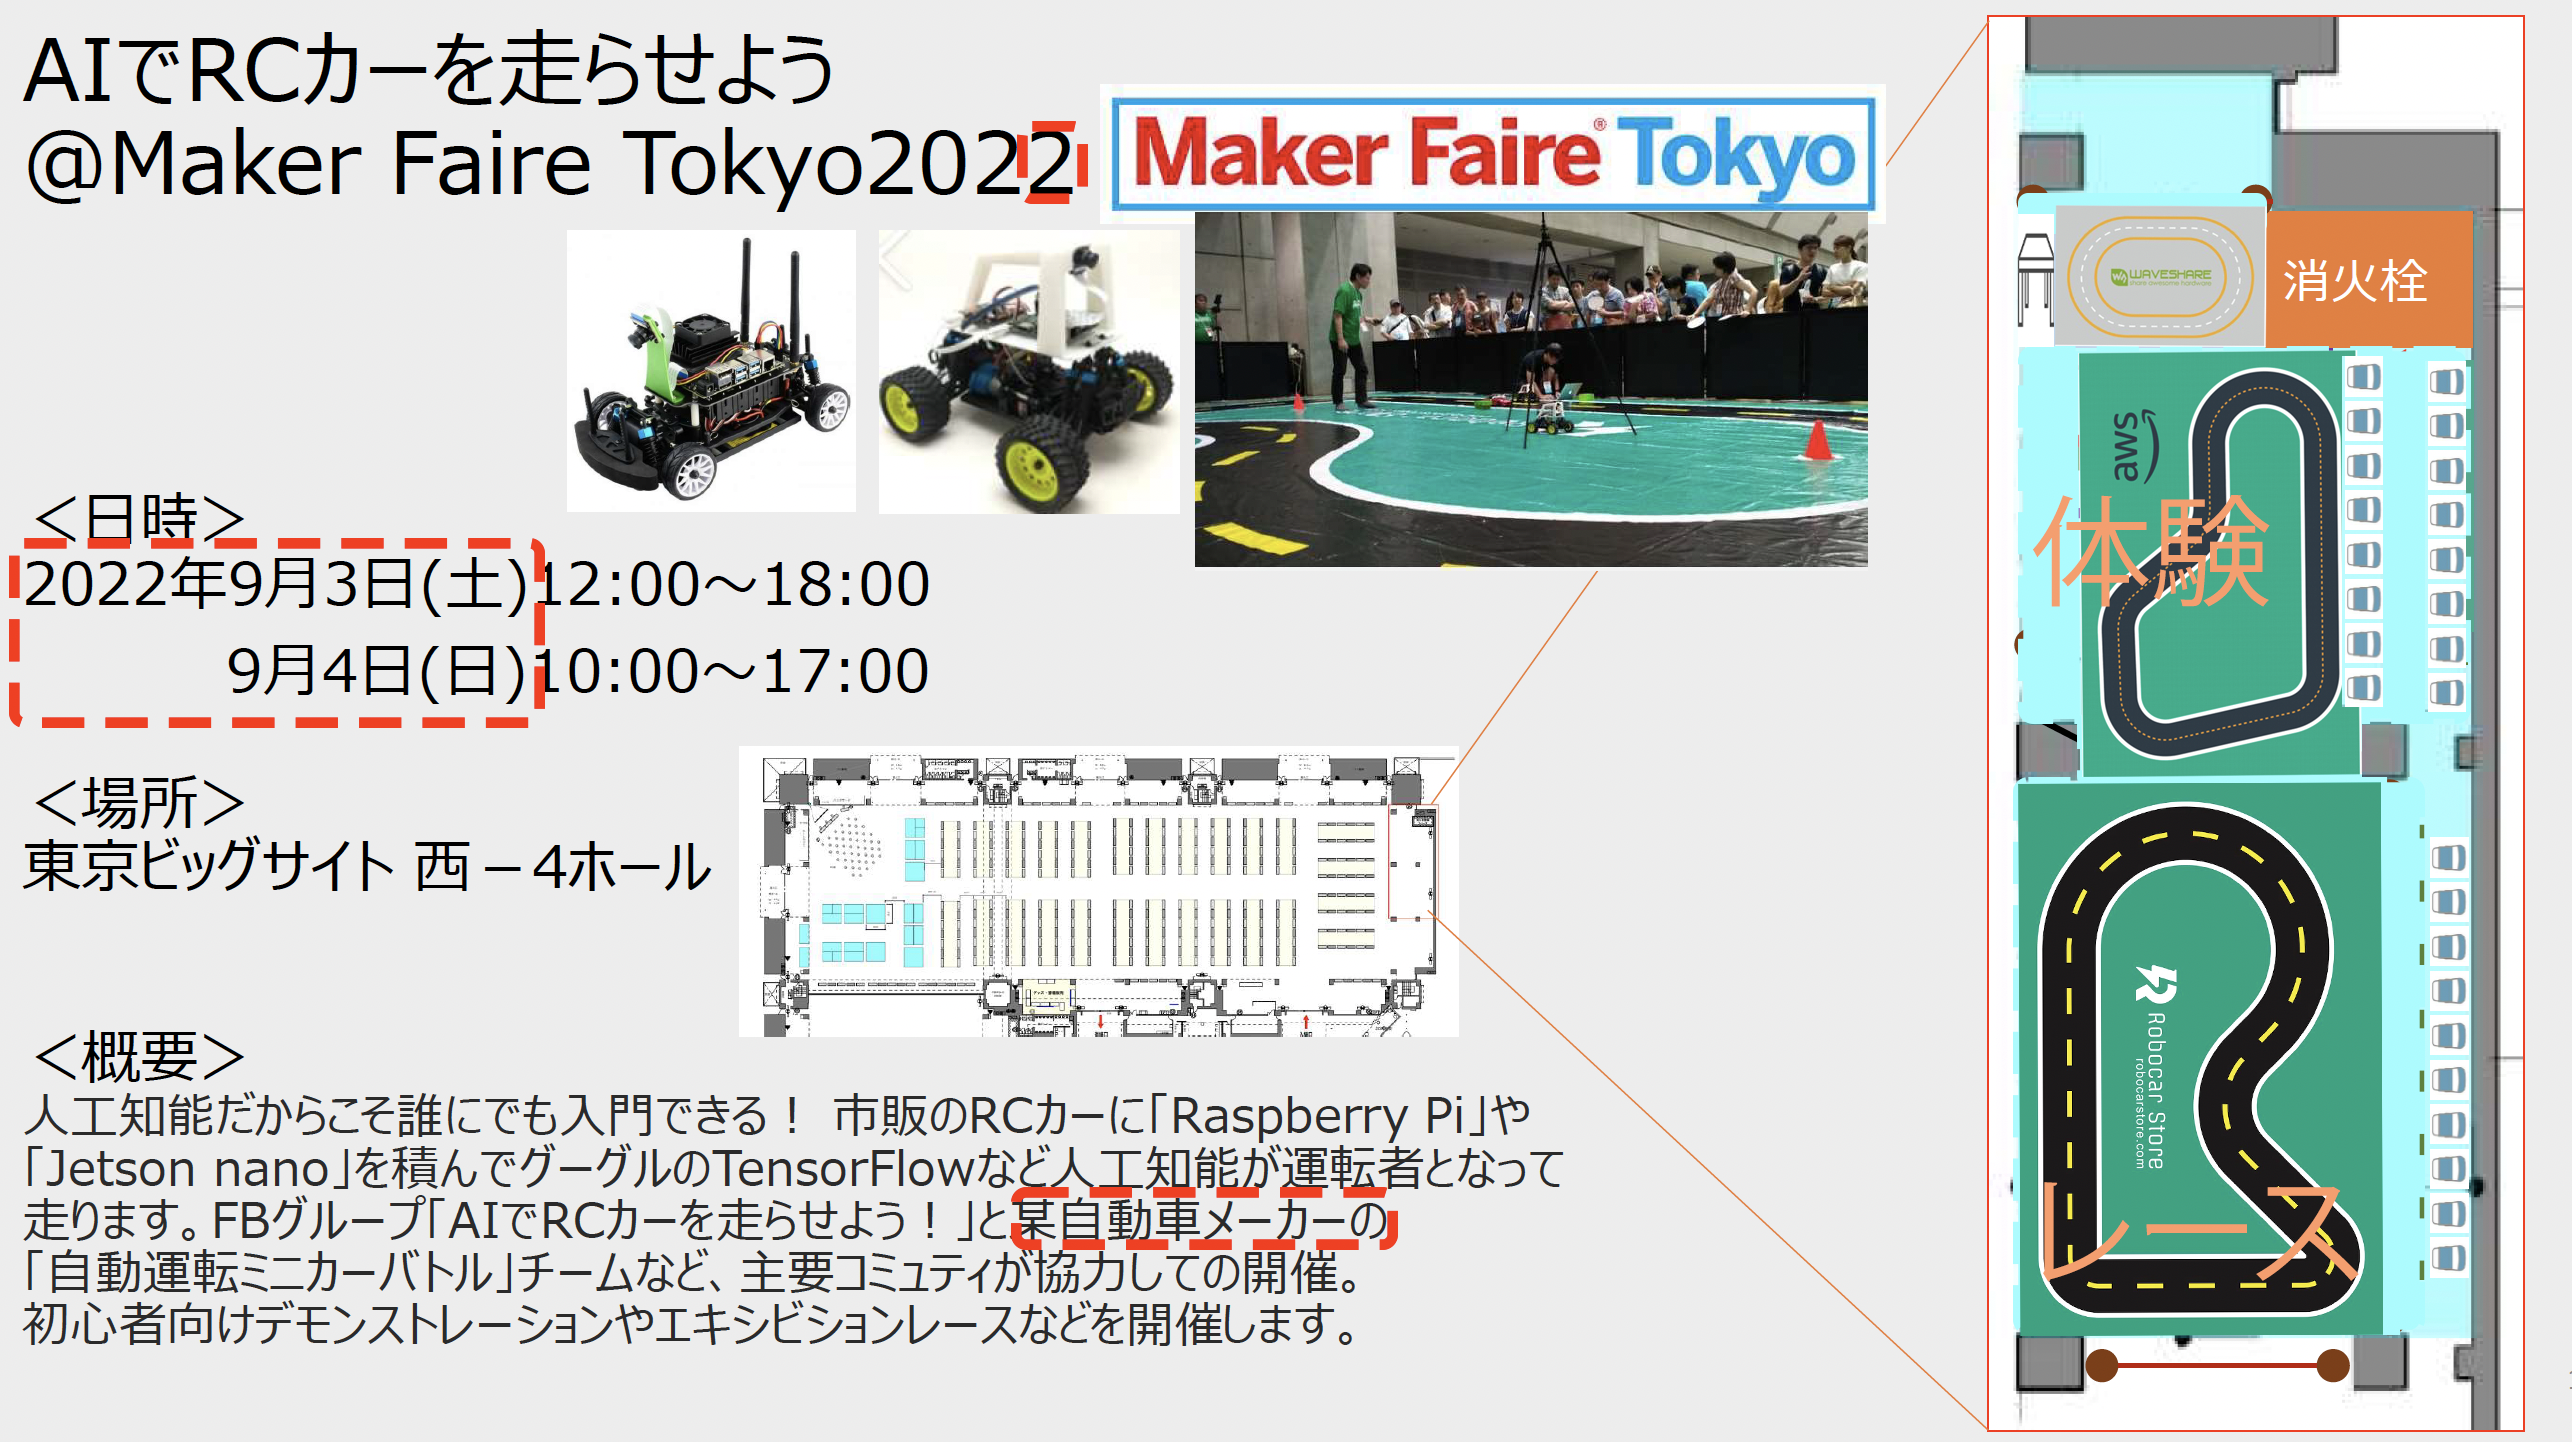 AIでRCカーを走らせよう
@Maker Faire Tokyo2022
Maker Faire® Tokyo
＜日時＞
2022年9月3日(土)12:00～18:00
9月4日(日)10:00～17:00
＜場所＞
東京ビッグサイト 西－4ホール
＜概要＞
人工知能だからこそ誰にでも入門できる！ 市販のRCカーに「Raspberry Pi」や
「Jetson nano」を積んでグーグルのTensorFlowなど人工知能が運転者となって
走ります。FBグループ「AIでRCカーを走らせよう！」と某自動車メーカーの
「自動運転ミニカーバトル」チームなど、主要コミュティが協力しての開催。
初心者向けデモンストレーションやエキシビションレースなどを開催します。
WAVESHARE
share awesome hardware
消火栓
aws
体験
Robocar Store
robocarstore.com
レース